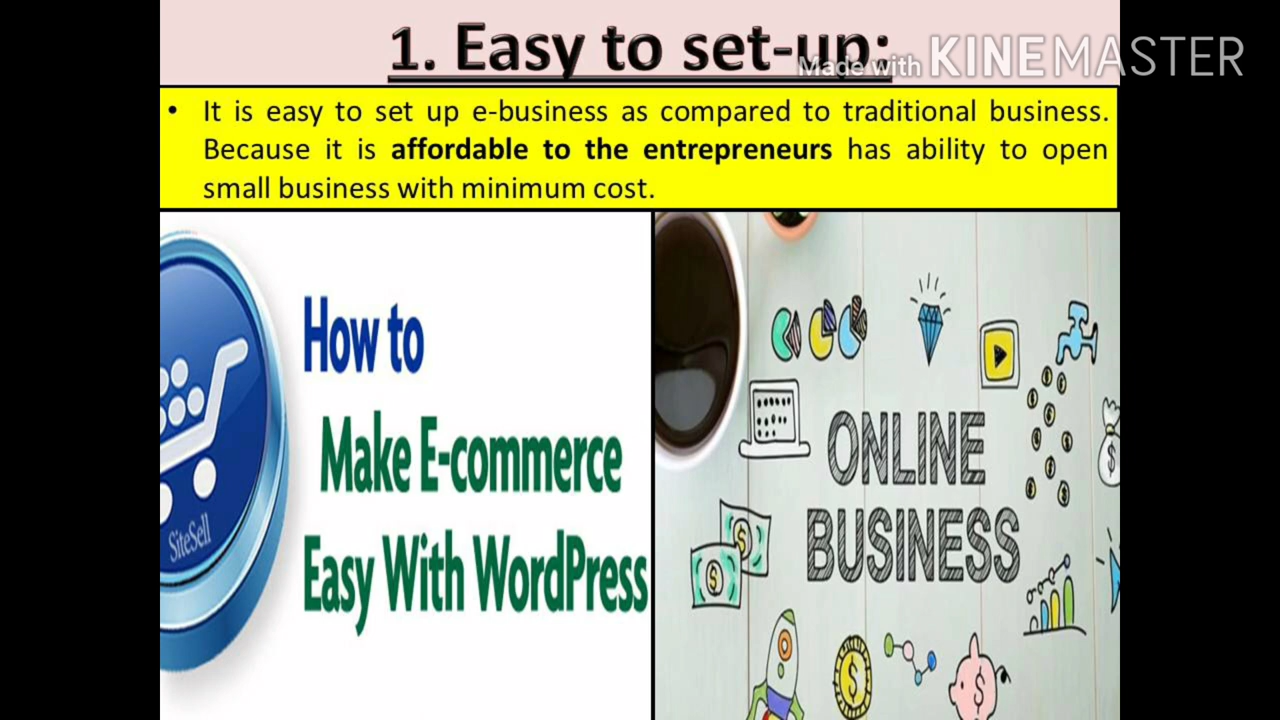 1. Easy to set-up:
Made with KINEMASTER
• It is easy to set up e-business as compared to traditional business.
Because it is affordable to the entrepreneurs has ability to open
small business with minimum cost.
How to
Make E-commerce
Easy With WordPress
SiteSell
ONLINE
BUSINESS